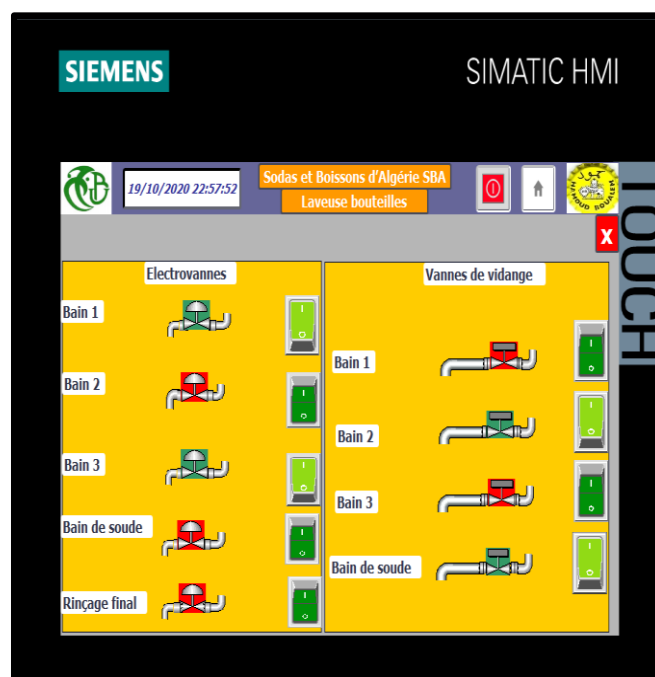 SIEMENS
SIMATIC HMI
19/10/2020 22:57:52
Sodas et Boissons d'Algérie SBA
Laveuse bouteilles
HAMOUD BOUALEM
X
TOUCH
Electrovannes
Vannes de vidange
Bain 1
Bain 2
Bain 3
Bain de soude
Rinçage final
Bain 1
Bain 2
Bain 3
Bain de soude